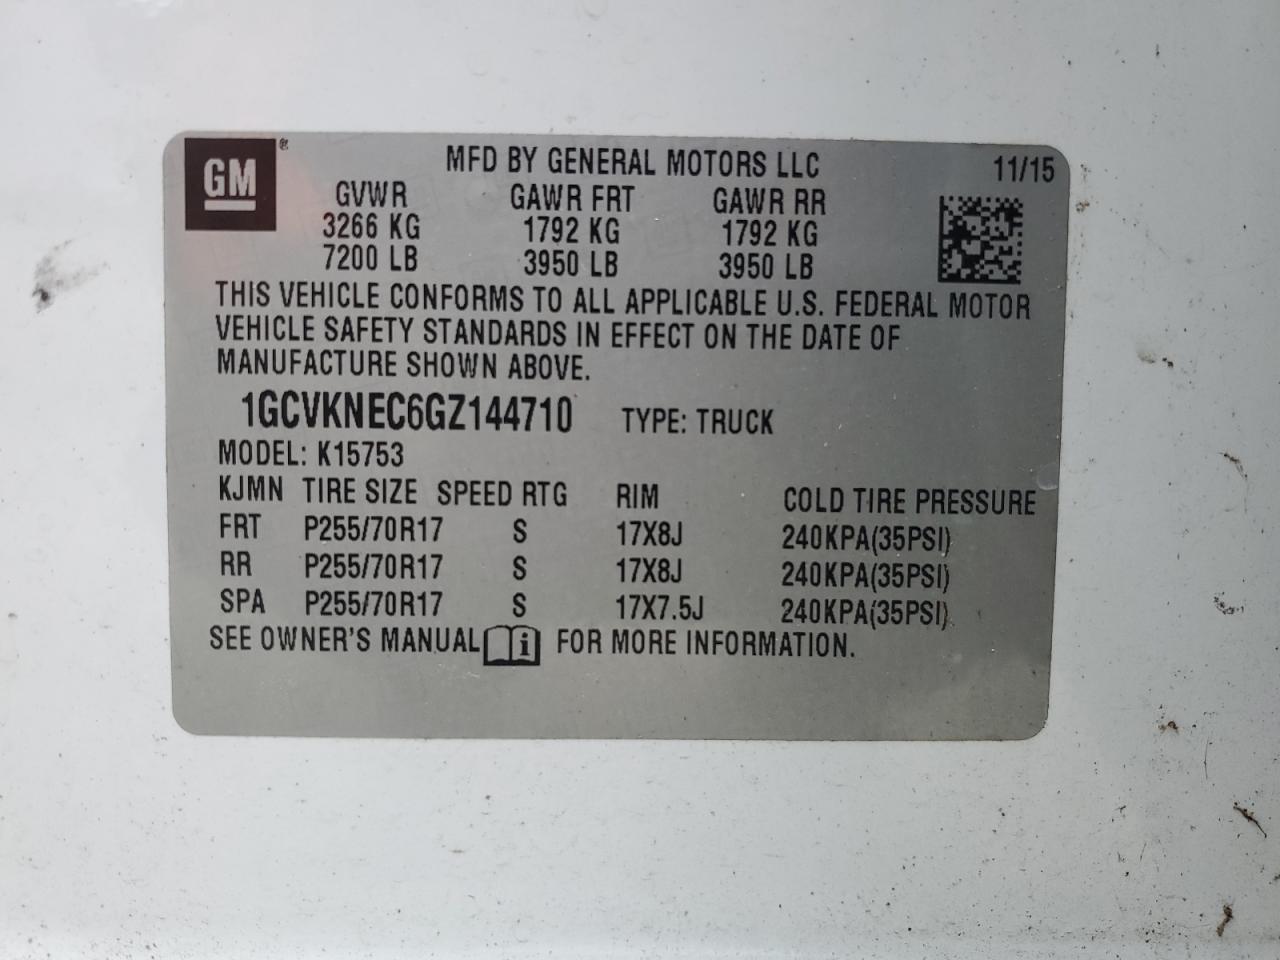 GM®
MFD BY GENERAL MOTORS LLC 11/15
GVWR GAWR FRT GAWR RR
3266 KG 1792 KG 1792 KG
7200 LB 3950 LB 3950 LB
THIS VEHICLE CONFORMS TO ALL APPLICABLE U.S. FEDERAL MOTOR
VEHICLE SAFETY STANDARDS IN EFFECT ON THE DATE OF
MANUFACTURE SHOWN ABOVE.
1GCVKNEC6GZ144710 TYPE: TRUCK
MODEL: K15753
KJMN TIRE SIZE SPEED RTG RIM COLD TIRE PRESSURE
FRT P255/70R17 S 17X8J 240KPA(35PSI)
RR P255/70R17 S 17X8J 240KPA(35PSI)
SPA P255/70R17 S 17X7.5J 240KPA(35PSI)
SEE OWNER'S MANUAL i FOR MORE INFORMATION.